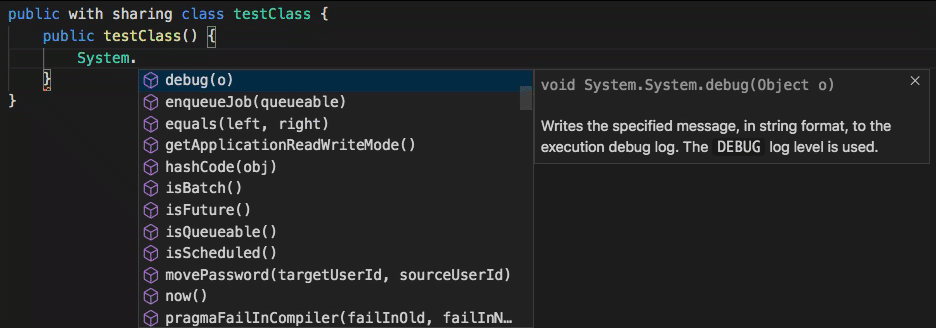 public with sharing class testClass {
public testClass() {
System.
}
}
debug(o)
enqueueJob(queueable)
equals(left, right)
getApplicationReadWriteMode()
hashCode(obj)
isBatch()
isFuture()
isQueueable()
isScheduled()
movePassword(targetUserId, sourceUserId)
now()
pragmaFailInCompiler(failInOld, failInN…
void System.System.debug(Object o)
Writes the specified message, in string format, to the
execution debug log. The DEBUG log level is used.